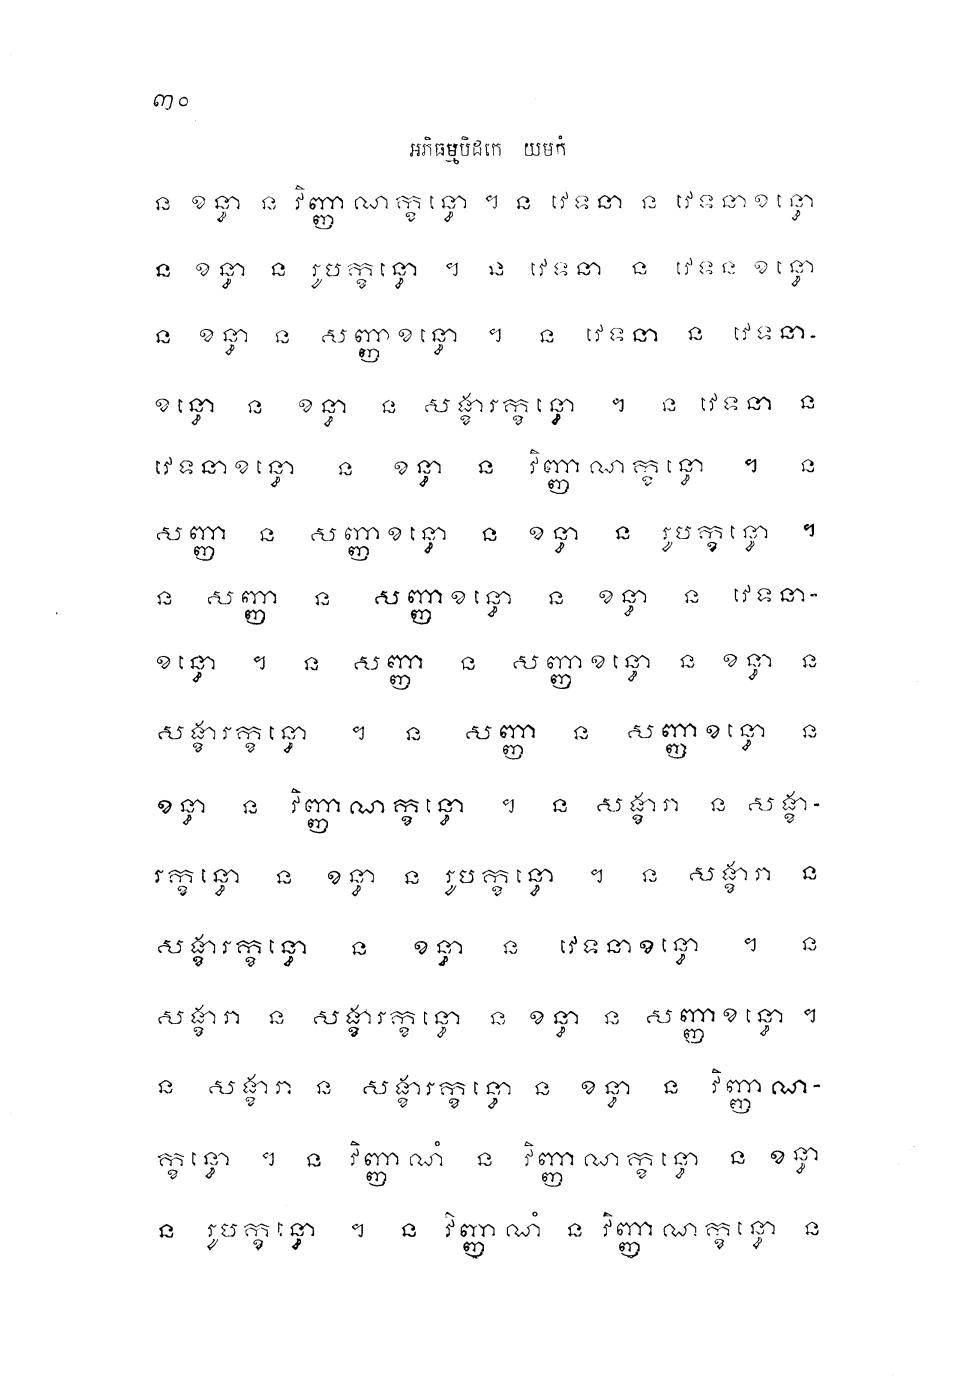 ៣០
អភិធម្មបិដកេ យមកំ
ន ខន្ធា ន វិញ្ញាណក្ខន្ធោ ។ ន វេទនា ន វេទនាខន្ធោ
ន ខន្ធា ន រូបក្ខន្ធោ ។ ន វេទនា ន វេទនាខន្ធោ
ន ខន្ធា ន សញ្ញាខន្ធោ ។ ន វេទនា ន វេទនា-
ខន្ធោ ន ខន្ធា ន សង្ខារក្ខន្ធោ ។ ន វេទនា ន
វេទនាខន្ធោ ន ខន្ធា ន វិញ្ញាណក្ខន្ធោ ។ ន
សញ្ញា ន សញ្ញាខន្ធោ ន ខន្ធា ន រូបក្ខន្ធោ ។
ន សញ្ញា ន សញ្ញាខន្ធោ ន ខន្ធា ន វេទនា-
ខន្ធោ ។ ន សញ្ញា ន សញ្ញាខន្ធោ ន ខន្ធា ន
សង្ខារក្ខន្ធោ ។ ន សញ្ញា ន សញ្ញាខន្ធោ ន
ខន្ធា ន វិញ្ញាណក្ខន្ធោ ។ ន សង្ខារា ន សង្ខា-
រក្ខន្ធោ ន ខន្ធា ន រូបក្ខន្ធោ ។ ន សង្ខារា ន
សង្ខារក្ខន្ធោ ន ខន្ធា ន វេទនាខន្ធោ ។ ន
សង្ខារា ន សង្ខារក្ខន្ធោ ន ខន្ធា ន សញ្ញាខន្ធោ ។
ន សង្ខារា ន សង្ខារក្ខន្ធោ ន ខន្ធា ន វិញ្ញាណ-
ក្ខន្ធោ ។ ន វិញ្ញាណំ ន វិញ្ញាណក្ខន្ធោ ន ខន្ធា
ន រូបក្ខន្ធោ ។ ន វិញ្ញាណំ ន វិញ្ញាណក្ខន្ធោ ន